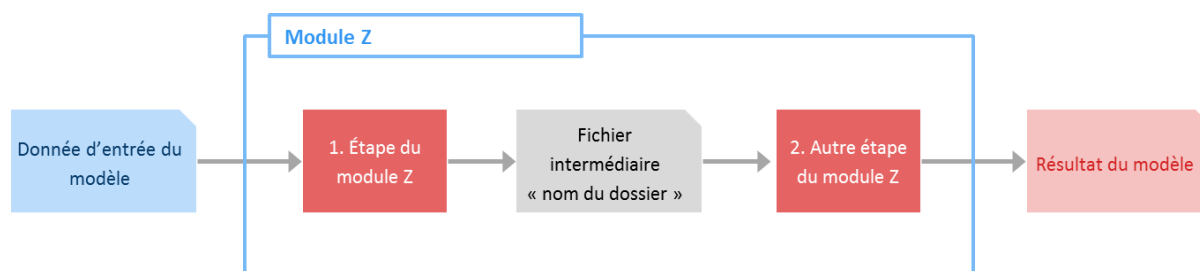 Module Z
Donnée d’entrée du
modèle
1. Étape du
module Z
Fichier
intermédiaire
« nom du dossier »
2. Autre étape
du module Z
Résultat du modèle